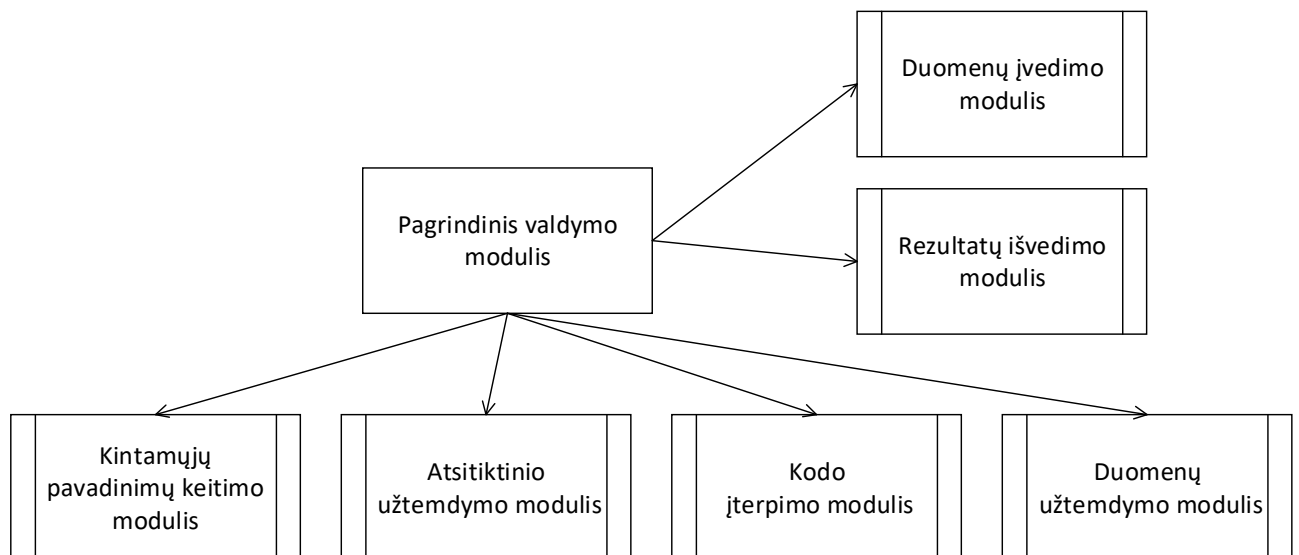 Duomenų įvedimo
modulis
Pagrindinis valdymo
modulis
Rezultatų išvedimo
modulis
Kintamųjų
pavadinimų keitimo
modulis
Atsitiktinio
užtemdymo modulis
Kodo
įterpimo modulis
Duomenų
užtemdymo modulis